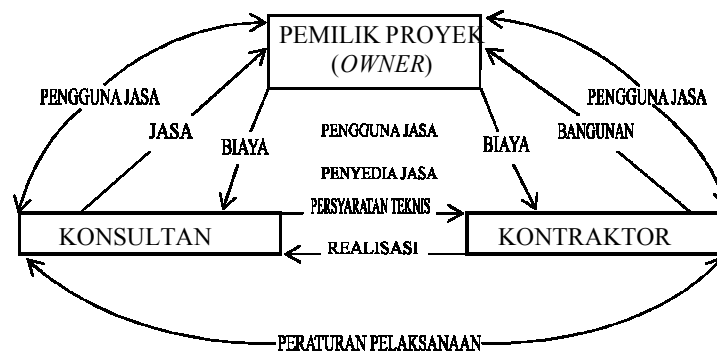 PEMILIK PROYEK
(OWNER)
PENGGUNA JASA
PENGGUNA JASA
JASA
BIAYA
PENGGUNA JASA
BIAYA
BANGUNAN
PENYEDIA JASA
PERSYARATAN TEKNIS
KONSULTAN
KONTRAKTOR
REALISASI
PERATURAN PELAKSANAAN